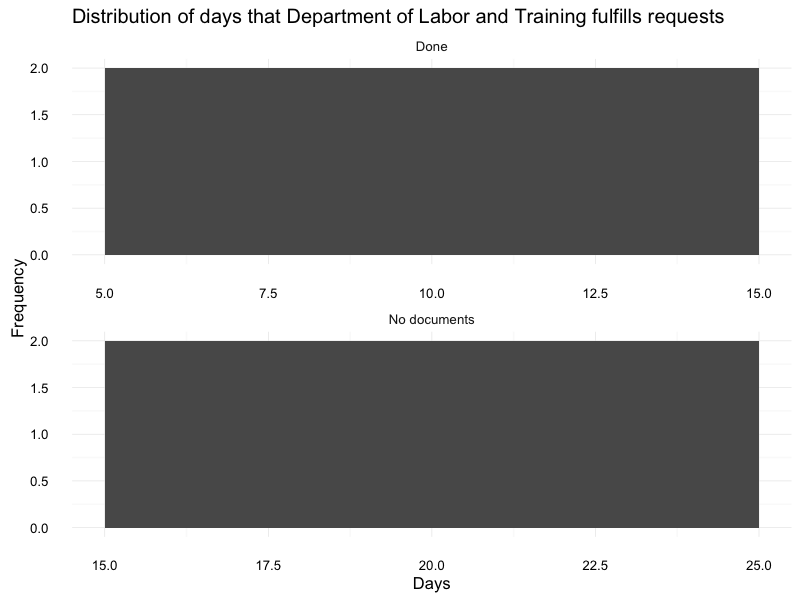 Distribution of days that Department of Labor and Training fulfills requests
Done
2.0
1.5
1.0
0.5
0.0
5.0 7.5 10.0 12.5 15.0
Frequency
No documents
2.0
1.5
1.0
0.5
0.0
15.0 17.5 20.0 22.5 25.0
Days